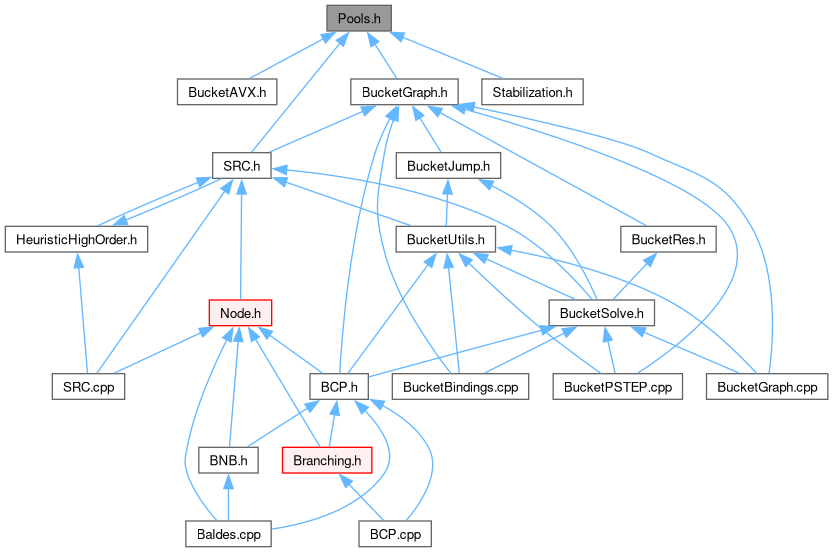 Pools.h
BucketAVX.h
BucketGraph.h
Stabilization.h
SRC.h
BucketJump.h
HeuristicHighOrder.h
BucketUtils.h
BucketRes.h
Node.h
BucketSolve.h
SRC.cpp
BCP.h
BucketBindings.cpp
BucketPSTEP.cpp
BucketGraph.cpp
BNB.h
Branching.h
Baldes.cpp
BCP.cpp